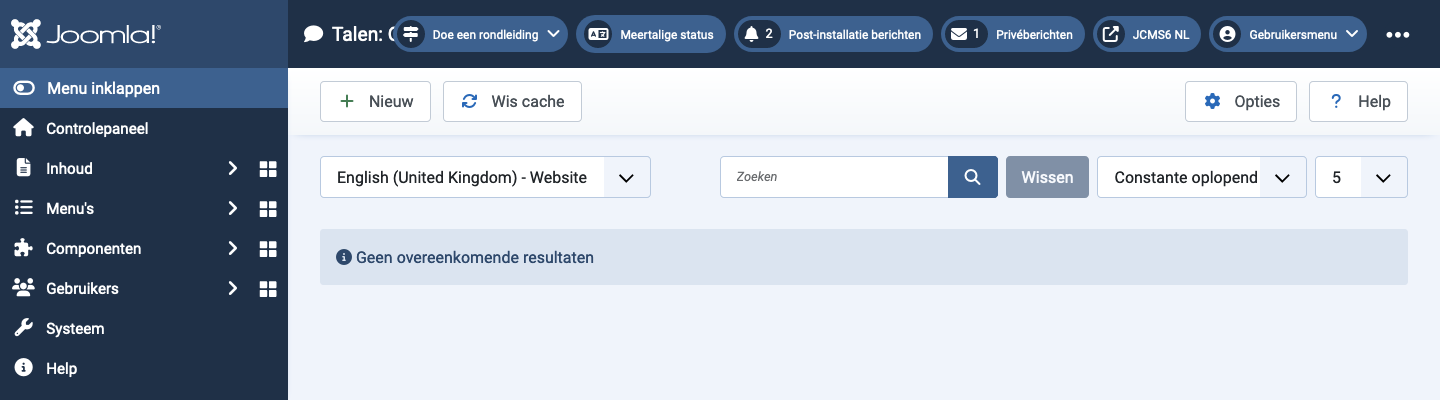 Joomla!®
Talen:
Doe een rondleiding
Meertalige status
2 Post-installatie berichten
1 Privéberichten
JCMS6 NL
Gebruikersmenu
Menu inklappen
Controlepaneel
Inhoud
Menu's
Componenten
Gebruikers
Systeem
Help
Nieuw
Wis cache
Opties
? Help
English (United Kingdom) - Website
Zoeken
Wissen
Constante oplopend
5
Geen overeenkomende resultaten